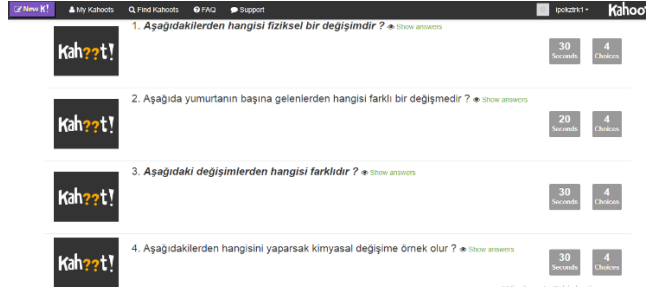 New K! My Kahoots Find Kahoots FAQ Support ipekztrk1 Kahoo
1. Aşağıdakilerden hangisi fiziksel bir değişimdir ? Show answers
Kah??t!
30 Seconds
4 Choices
2. Aşağıda yumurtanın başına gelenlerden hangisi farklı bir değişmedir ? Show answers
Kah??t!
20 Seconds
4 Choices
3. Aşağıdaki değişimlerden hangisi farklıdır ? Show answers
Kah??t!
30 Seconds
4 Choices
4. Aşağıdakilerden hangisini yaparsak kimyasal değişime örnek olur ? Show answers
Kah??t!
30 Seconds
4 Choices